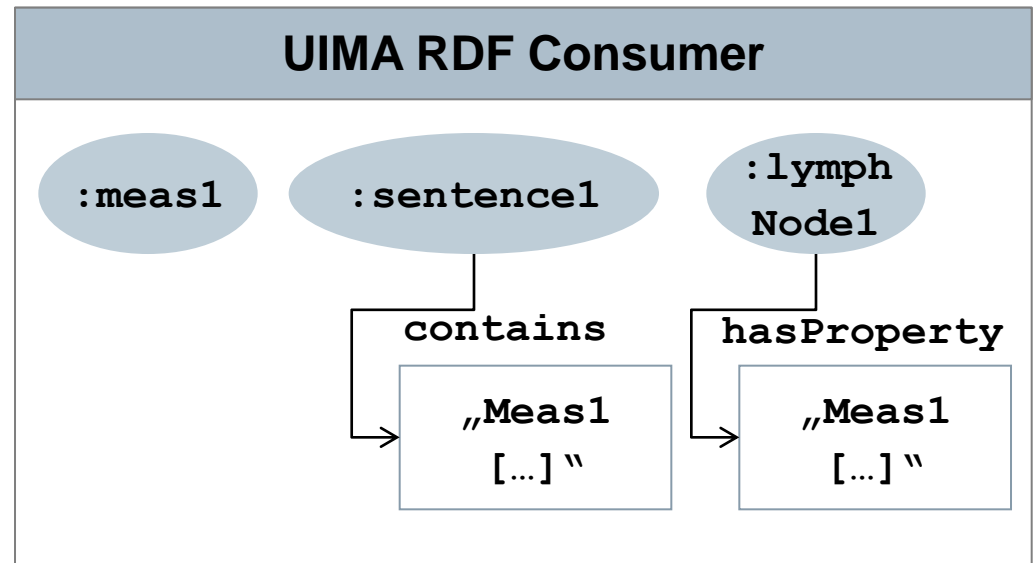 UIMA RDF Consumer
:meas1
:sentence1
:lymph
Node1
contains
hasProperty
„Meas1
[…]“
„Meas1
[…]“